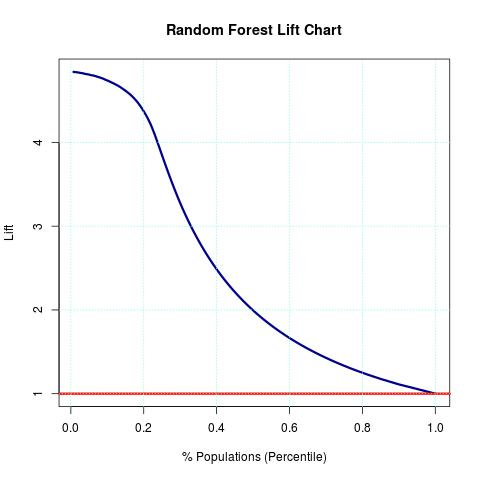 Random Forest Lift Chart
Lift
4
3
2
1
0.0 0.2 0.4 0.6 0.8 1.0
% Populations (Percentile)